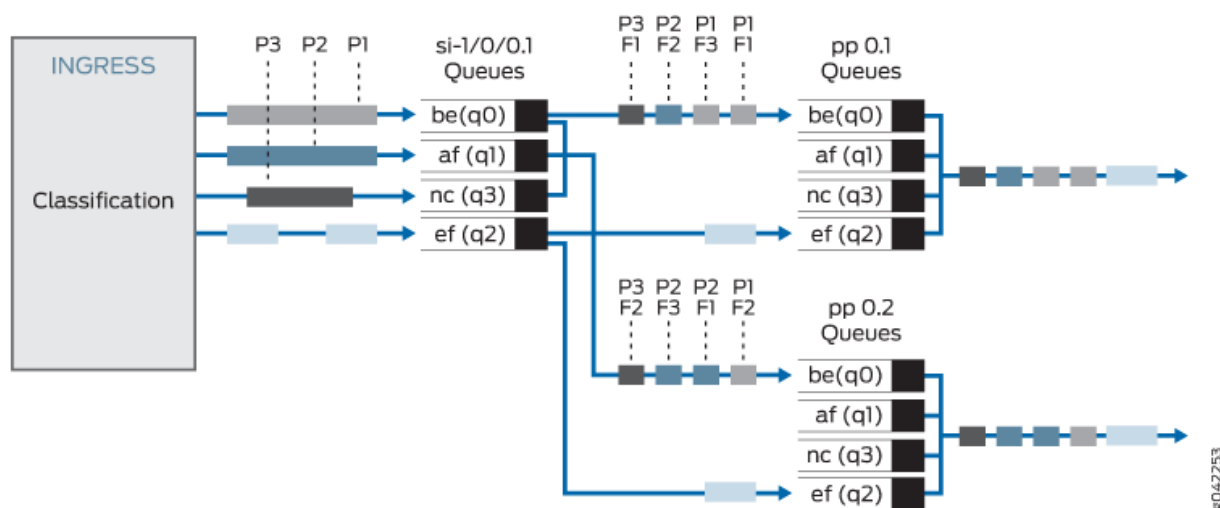 INGRESS
Classification
P3 P2 P1
si-1/0/0.1
Queues
be(q0)
af (q1)
nc (q3)
ef (q2)
P3 P2 P1 P1
F1 F2 F3 F1
pp 0.1
Queues
be(q0)
af (q1)
nc (q3)
ef (q2)
P3 P2 P2 P1
F2 F3 F1 F2
pp 0.2
Queues
be(q0)
af (q1)
nc (q3)
ef (q2)
g042253